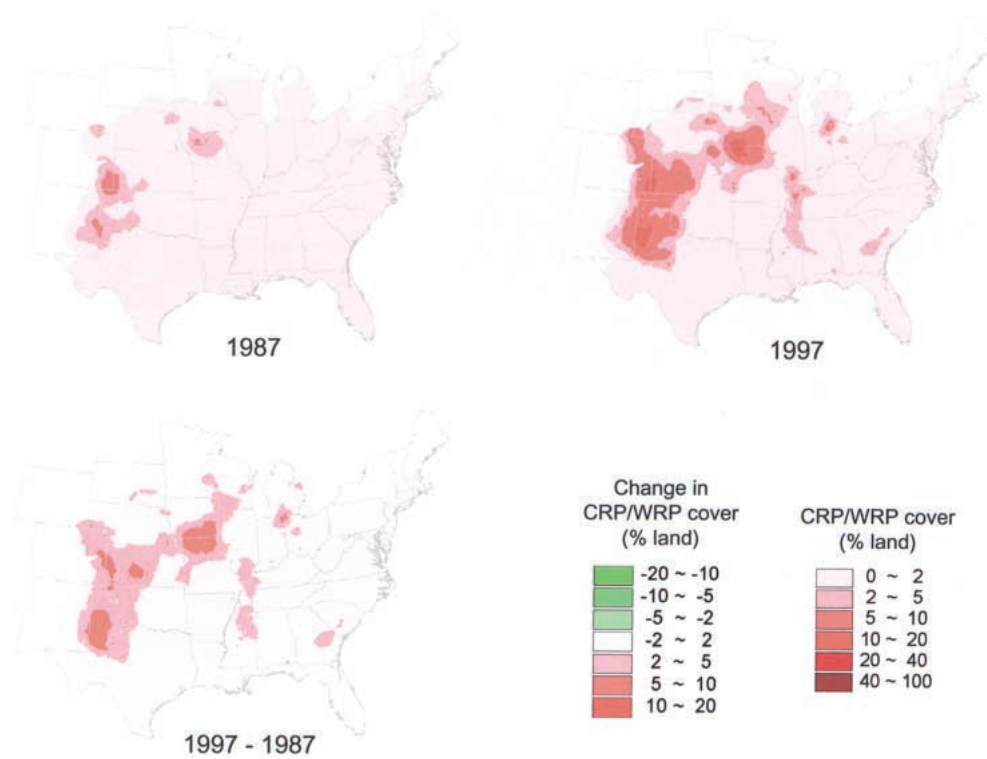 1987
1997
1997 - 1987
Change in
CRP/WRP cover
(% land)
-20 ~ -10
-10 ~ -5
-5 ~ -2
-2 ~ 2
2 ~ 5
5 ~ 10
10 ~ 20
CRP/WRP cover
(% land)
0 ~ 2
2 ~ 5
5 ~ 10
10 ~ 20
20 ~ 40
40 ~ 100